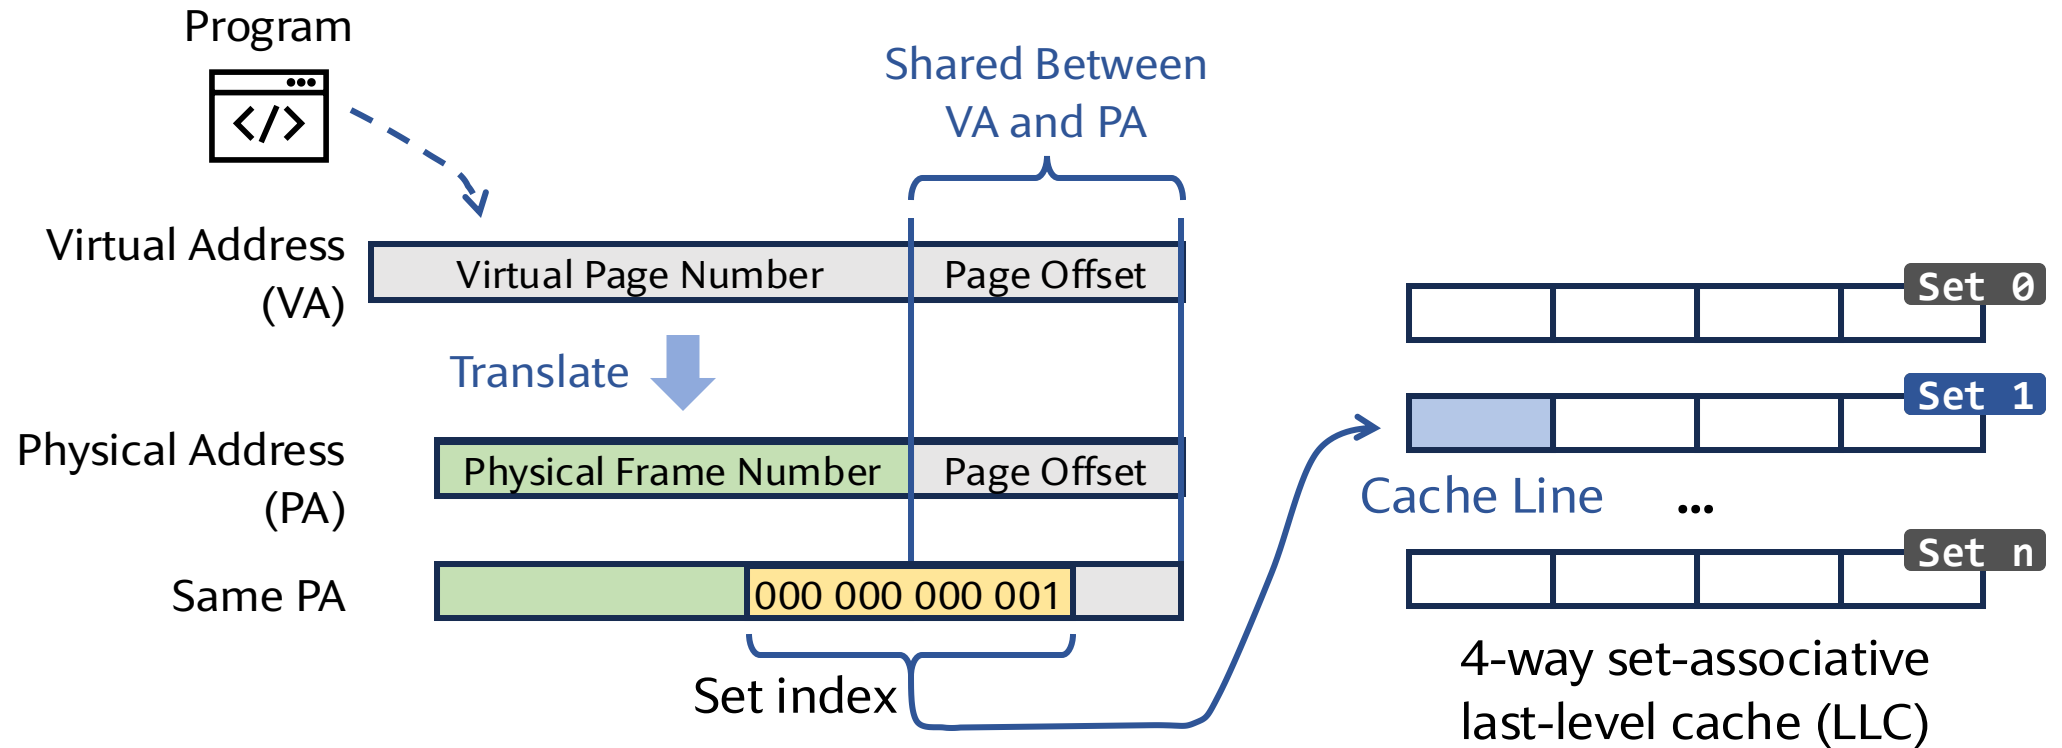 Program
</>
Shared Between
VA and PA
Virtual Address
(VA)
Virtual Page Number
Page Offset
Translate
Physical Address
(PA)
Physical Frame Number
Page Offset
Same PA
000 000 000 001
Set index
Set 0
Set 1
Cache Line
...
Set n
4-way set-associative
last-level cache (LLC)